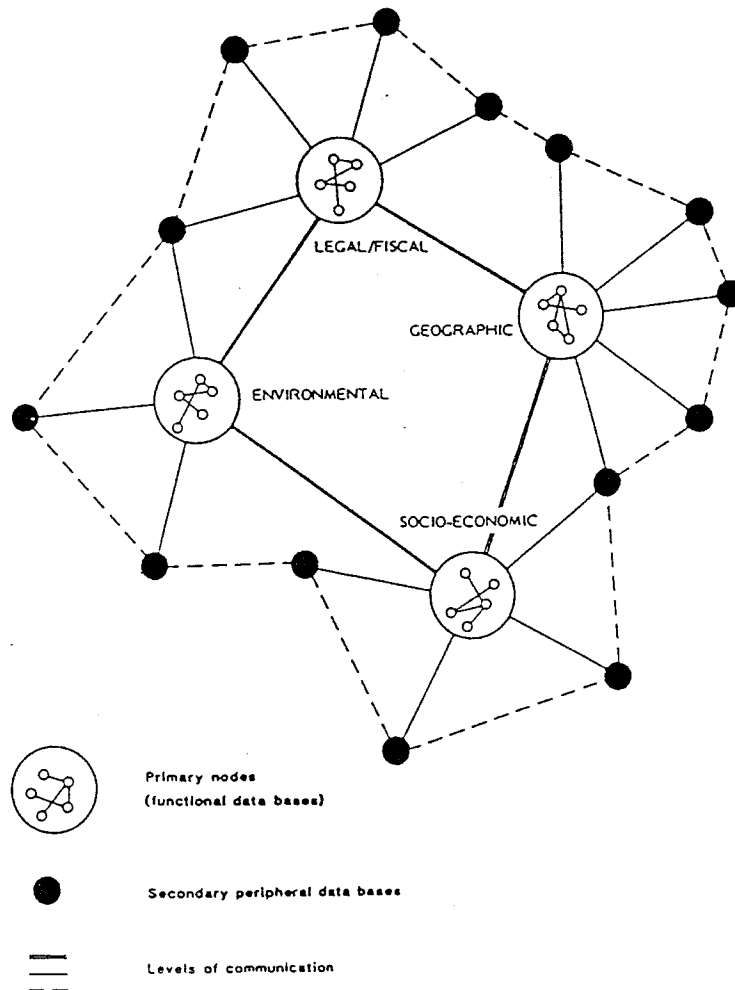 LEGAL/FISCAL
GEOGRAPHIC
ENVIRONMENTAL
SOCIO-ECONOMIC
Primary nodes
(functional data bases)
Secondary peripheral data bases
Levels of communication